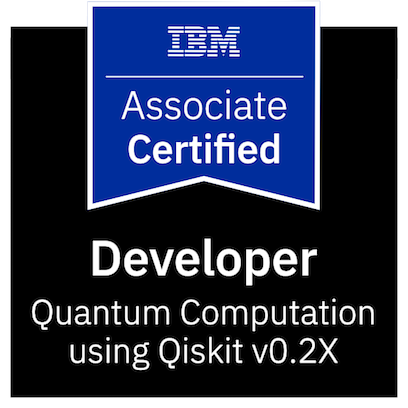 IBM
Associate
Certified
Developer
Quantum Computation
using Qiskit v0.2X